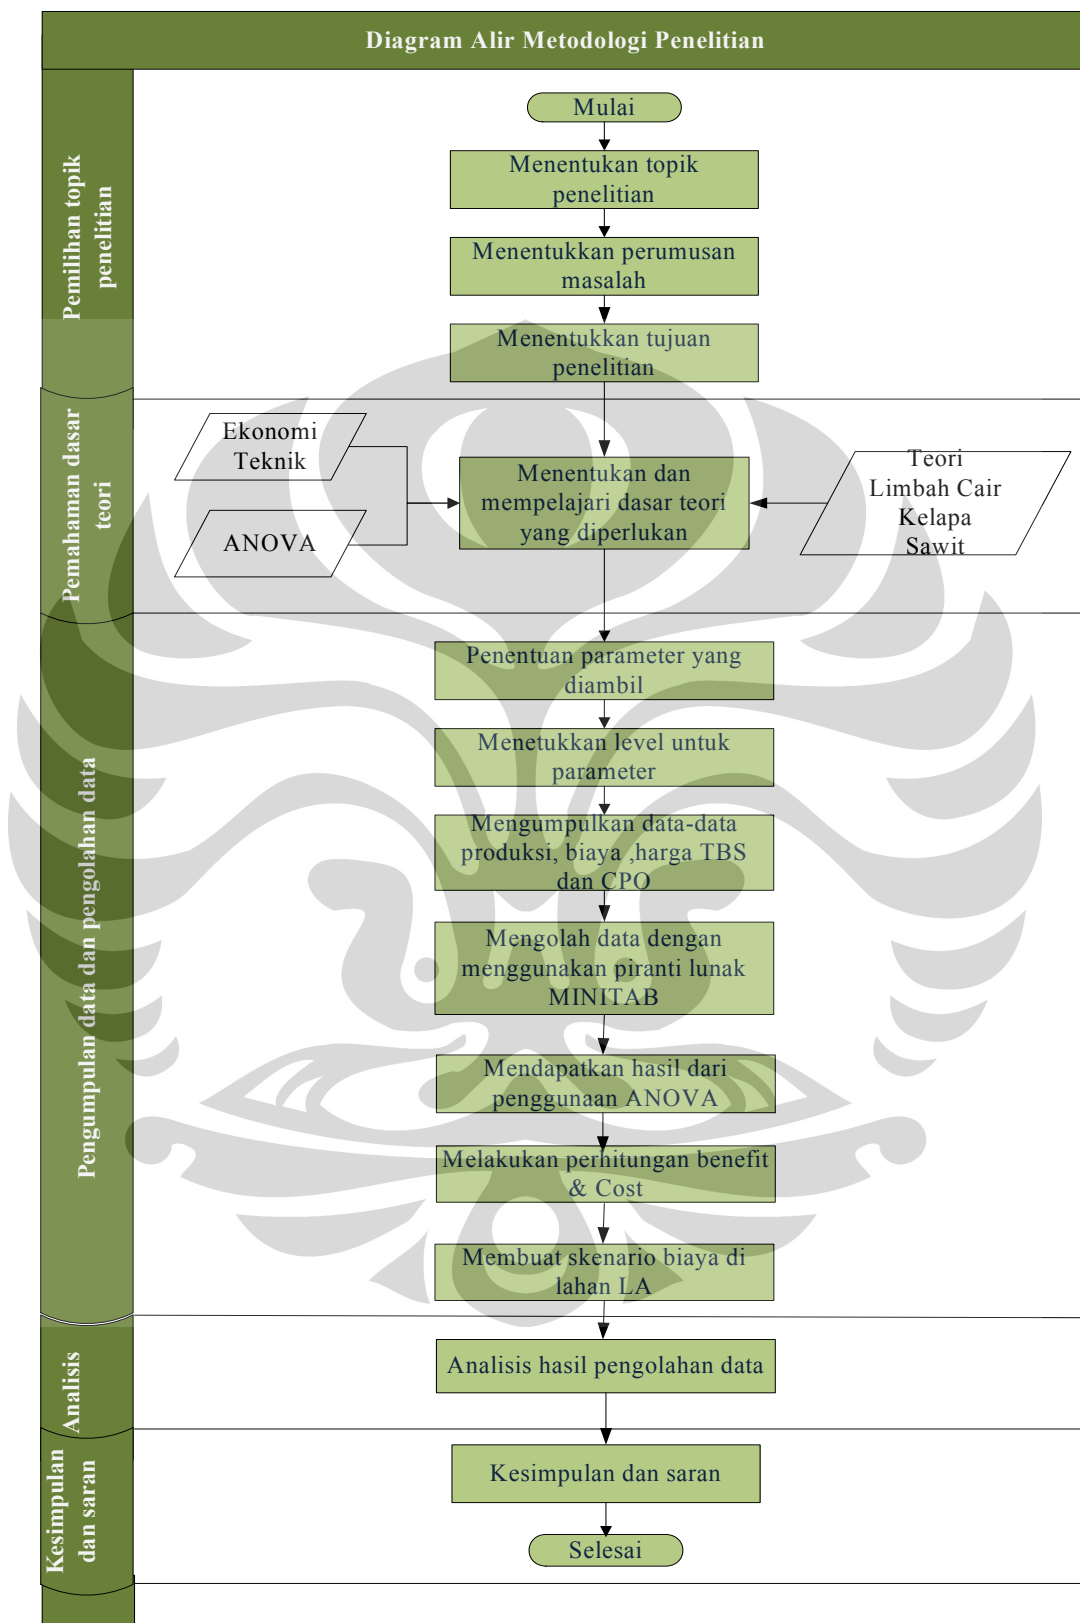 Diagram Alir Metodologi Penelitian
Pemilihan topik
penelitian
Mulai
Menentukan topik
penelitian
Menentukkan perumusan
masalah
Menentukkan tujuan
penelitian
Pemahaman dasar
teori
Ekonomi
Teknik
ANOVA
Menentukan dan
mempelajari dasar teori
yang diperlukan
Teori
Limbah Cair
Kelapa
Sawit
Pengumpulan data dan pengolahan data
Penentuan parameter yang
diambil
Menetukkan level untuk
parameter
Mengumpulkan data-data
produksi, biaya ,harga TBS
dan CPO
Mengolah data dengan
menggunakan piranti lunak
MINITAB
Mendapatkan hasil dari
penggunaan ANOVA
Melakukan perhitungan benefit
& Cost
Membuat skenario biaya di
lahan LA
Analisis
Analisis hasil pengolahan data
Kesimpulan
dan saran
Kesimpulan dan saran
Selesai